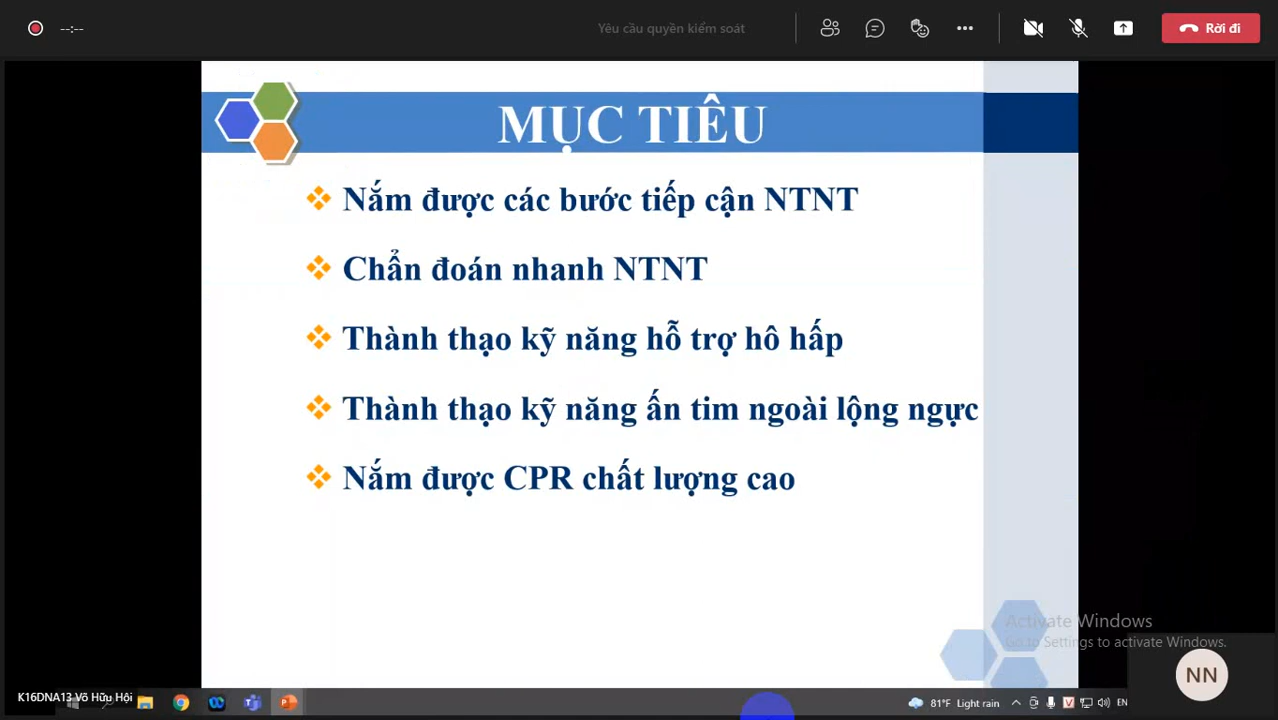 --:--
Yêu cầu quyền kiểm soát
Rời đi
MỤC TIÊU
Nắm được các bước tiếp cận NTNT
Chẩn đoán nhanh NTNT
Thành thạo kỹ năng hỗ trợ hô hấp
Thành thạo kỹ năng ấn tim ngoài lộng ngực
Nắm được CPR chất lượng cao
Activate Windows
Go to Settings to activate Windows.
NN
K16DNA13 Võ Hữu Hội
81°F Light rain
V
EN